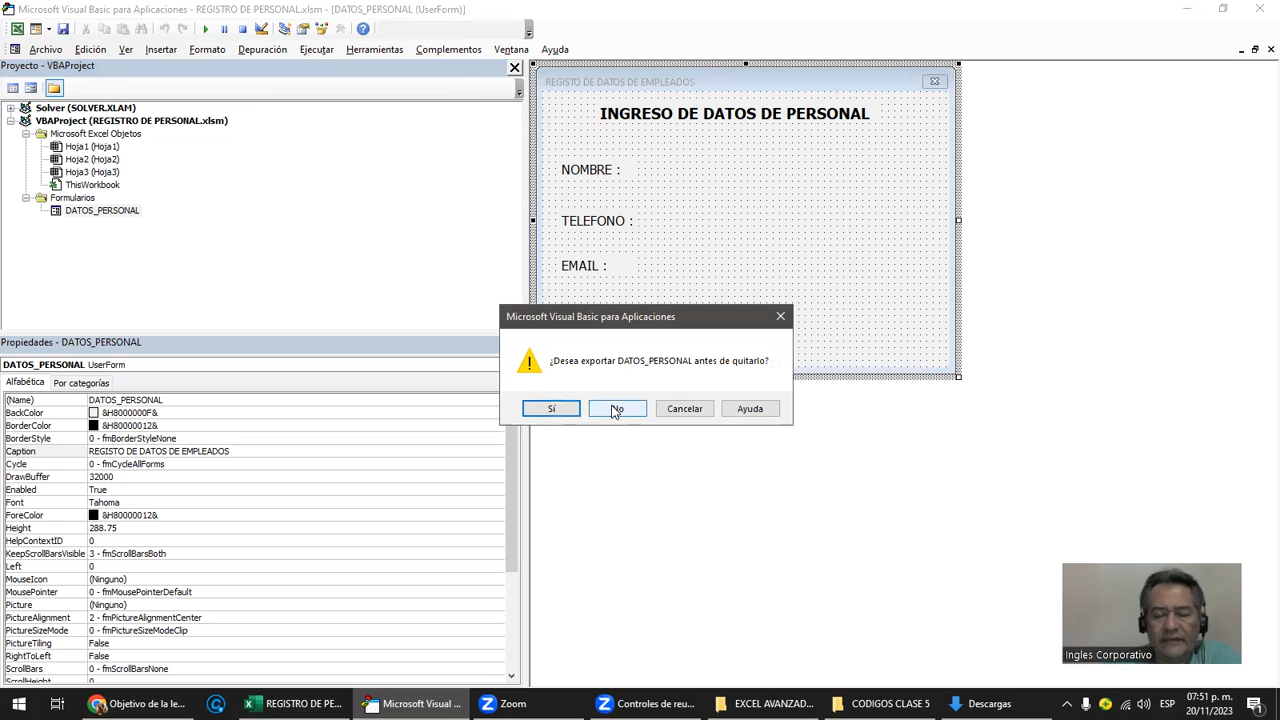 Microsoft Visual Basic para Aplicaciones - REGISTRO DE PERSONAL.xlsm - [DATOS_PERSONAL (UserForm)]
Archivo Edición Ver Insertar Formato Depuración Ejecutar Herramientas Complementos Ventana Ayuda
Proyecto - VBAProject
Solver (SOLVER.XLAM)
VBAProject (REGISTRO DE PERSONAL.xlsm)
Microsoft Excel Objetos
Hoja1 (Hoja1)
Hoja2 (Hoja2)
Hoja3 (Hoja3)
ThisWorkbook
Formularios
DATOS_PERSONAL
REGISTO DE DATOS DE EMPLEADOS
INGRESO DE DATOS DE PERSONAL
NOMBRE :
TELEFONO :
EMAIL :
Microsoft Visual Basic para Aplicaciones
¿Desea exportar DATOS_PERSONAL antes de quitarlo?
Sí No Cancelar Ayuda
Propiedades - DATOS_PERSONAL
DATOS_PERSONAL UserForm
Alfabética Por categorías
(Name) DATOS_PERSONAL
BackColor &H8000000F&
BorderColor &H80000012&
BorderStyle 0 - fmBorderStyleNone
Caption REGISTO DE DATOS DE EMPLEADOS
Cycle 0 - fmCycleAllForms
DrawBuffer 32000
Enabled True
Font Tahoma
ForeColor &H80000012&
Height 288.75
HelpContextID 0
KeepScrollBarsVisible 3 - fmScrollBarsBoth
Left 0
MouseIcon (Ninguno)
MousePointer 0 - fmMousePointerDefault
Picture (Ninguno)
PictureAlignment 2 - fmPictureAlignmentCenter
PictureSizeMode 0 - fmPictureSizeModeClip
PictureTiling False
RightToLeft False
ScrollBars 0 - fmScrollBarsNone
ScrollHeight 0
Ingles Corporativo
Objetivo de la le... REGISTRO DE PE... Microsoft Visual ... Zoom Controles de reu... EXCEL AVANZAD... CODIGOS CLASE 5 Descargas ESP
07:51 p. m.
20/11/2023